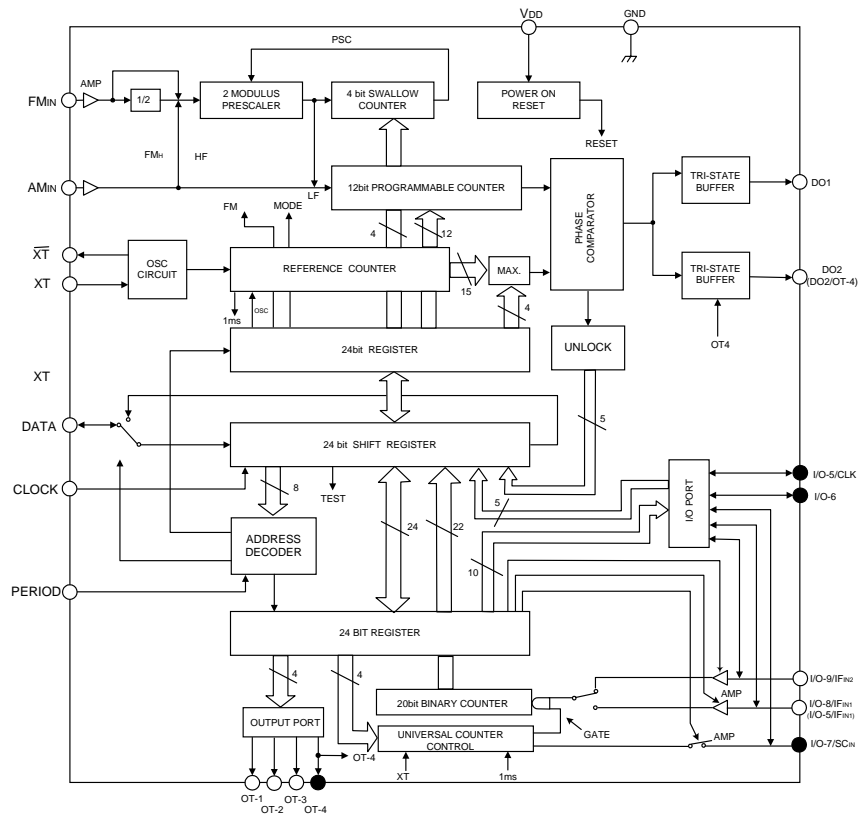 VDD
GND
PSC
AMP
FMIN
1/2
2 MODULUS
PRESCALER
4 bit SWALLOW
COUNTER
POWER ON
RESET
RESET
FMH
HF
AMIN
LF
12bit PROGRAMMABLE COUNTER
PHASE
COMPARATOR
TRI-STATE
BUFFER
DO1
FM
MODE
4
12
XT
XT
OSC
CIRCUIT
REFERENCE COUNTER
15
MAX.
TRI-STATE
BUFFER
DO2
(DO2/OT-4)
1ms
OSC
4
OT4
24bit REGISTER
UNLOCK
XT
DATA
24 bit SHIFT REGISTER
5
CLOCK
8
TEST
5
I/O PORT
I/O-5/CLK
I/O-6
24
22
ADDRESS
DECODER
10
PERIOD
24 BIT REGISTER
4
4
20bit BINARY COUNTER
AMP
I/O-9/IFIN2
I/O-8/IFIN1
(I/O-5/IFIN1)
OUTPUT PORT
UNIVERSAL COUNTER
CONTROL
GATE
AMP
I/O-7/SCIN
OT-4
XT
1ms
OT-1
OT-2
OT-3
OT-4